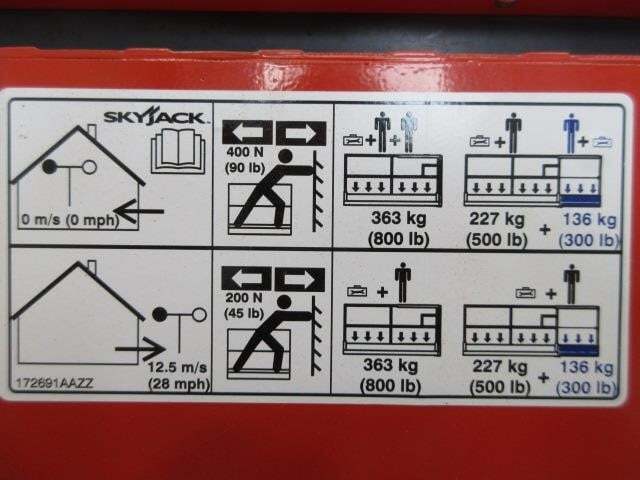 SKYJACK
0 m/s (0 mph)
400 N
(90 lb)
363 kg
(800 lb)
227 kg
(500 lb)
+
136 kg
(300 lb)
12.5 m/s
(28 mph)
172691AAZZ
200 N
(45 lb)
363 kg
(800 lb)
227 kg
(500 lb)
+
136 kg
(300 lb)